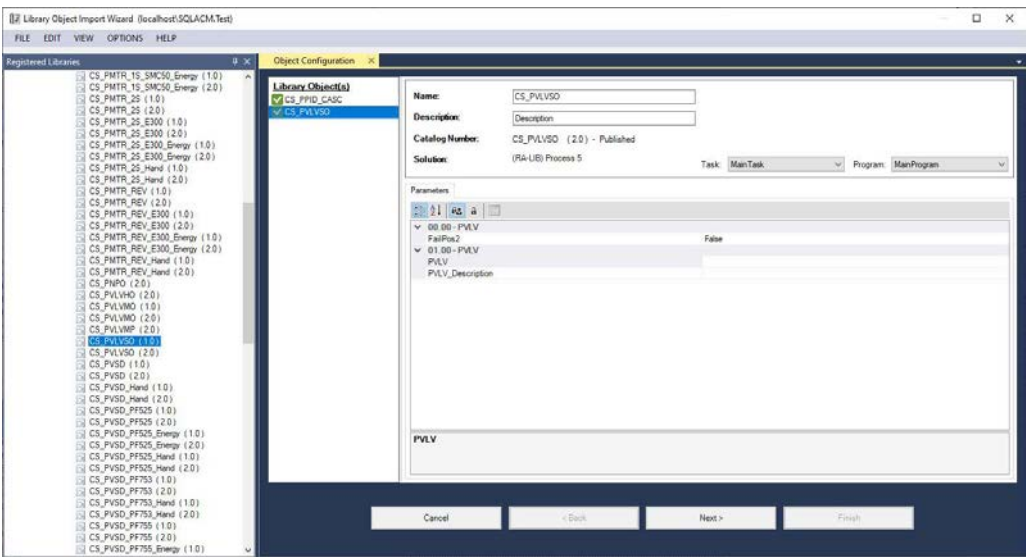 Library Object Import Wizard (localhost\SQLACM.Test)
FILE EDIT VIEW OPTIONS HELP
Registered Libraries
CS_PMTR_1S_SMC50_Energy (1.0)
CS_PMTR_1S_SMC50_Energy (2.0)
CS_PMTR_2S (1.0)
CS_PMTR_2S (2.0)
CS_PMTR_2S_E300 (1.0)
CS_PMTR_2S_E300 (2.0)
CS_PMTR_2S_E300_Energy (1.0)
CS_PMTR_2S_E300_Energy (2.0)
CS_PMTR_2S_Hand (1.0)
CS_PMTR_2S_Hand (2.0)
CS_PMTR_REV (1.0)
CS_PMTR_REV (2.0)
CS_PMTR_REV_E300 (1.0)
CS_PMTR_REV_E300 (2.0)
CS_PMTR_REV_E300_Energy (1.0)
CS_PMTR_REV_E300_Energy (2.0)
CS_PMTR_REV_Hand (1.0)
CS_PMTR_REV_Hand (2.0)
CS_PNPO (2.0)
CS_PVLVHO (2.0)
CS_PVLVMO (1.0)
CS_PVLVMO (2.0)
CS_PVLVMP (2.0)
CS_PVLVSO (1.0)
CS_PVLVSO (2.0)
CS_PVSD (1.0)
CS_PVSD (2.0)
CS_PVSD_Hand (1.0)
CS_PVSD_Hand (2.0)
CS_PVSD_PF525 (1.0)
CS_PVSD_PF525 (2.0)
CS_PVSD_PF525_Energy (1.0)
CS_PVSD_PF525_Energy (2.0)
CS_PVSD_PF525_Hand (1.0)
CS_PVSD_PF525_Hand (2.0)
CS_PVSD_PF753 (1.0)
CS_PVSD_PF753 (2.0)
CS_PVSD_PF753_Hand (1.0)
CS_PVSD_PF753_Hand (2.0)
CS_PVSD_PF755 (1.0)
CS_PVSD_PF755 (2.0)
CS_PVSD_PF755_Energy (1.0)
Object Configuration
Library Object(s)
CS_PPID_CASC
CS_PVLVSO
Name: CS_PVLVSO
Description: Description
Catalog Number: CS_PVLVSO (2.0) - Published
Solution: (RA-LIB) Process 5
Task: MainTask Program: MainProgram
Parameters
00.00 - PVLV
FailPos2 False
01.00 - PVLV
PVLV
PVLV_Description
PVLV
Cancel < Back Next > Finish